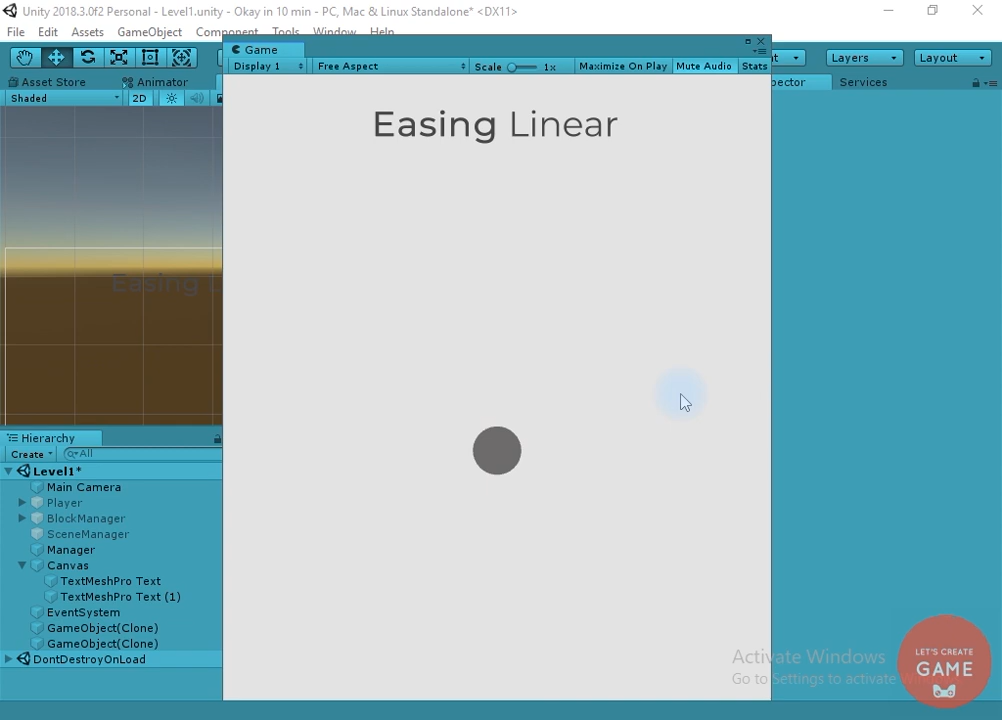 Unity 2018.3.0f2 Personal - Level1.unity - Okay in 10 min - PC, Mac & Linux Standalone* <DX11>
File Edit Assets GameObject Component Tools Window Help
Game
Layers Layout
Display 1 Free Aspect Scale 1x Maximize On Play Mute Audio Stats
Asset Store Animator Services
Shaded 2D
Easing Linear
Easing L
Hierarchy
Create All
Level1*
Main Camera
Player
BlockManager
SceneManager
Manager
Canvas
TextMeshPro Text
TextMeshPro Text (1)
EventSystem
GameObject(Clone)
GameObject(Clone)
DontDestroyOnLoad
Activate Windows
Go to Settings to activate
LET'S CREATE
GAME